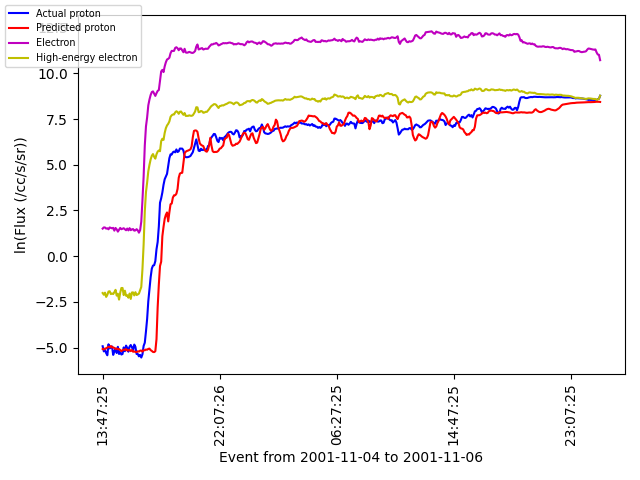 Actual proton
Predicted proton
Electron
High-energy electron
10.0
7.5
5.0
2.5
0.0
−2.5
−5.0
ln(Flux (/cc/s/sr))
13:47:25
22:07:26
06:27:25
14:47:25
23:07:25
Event from 2001-11-04 to 2001-11-06